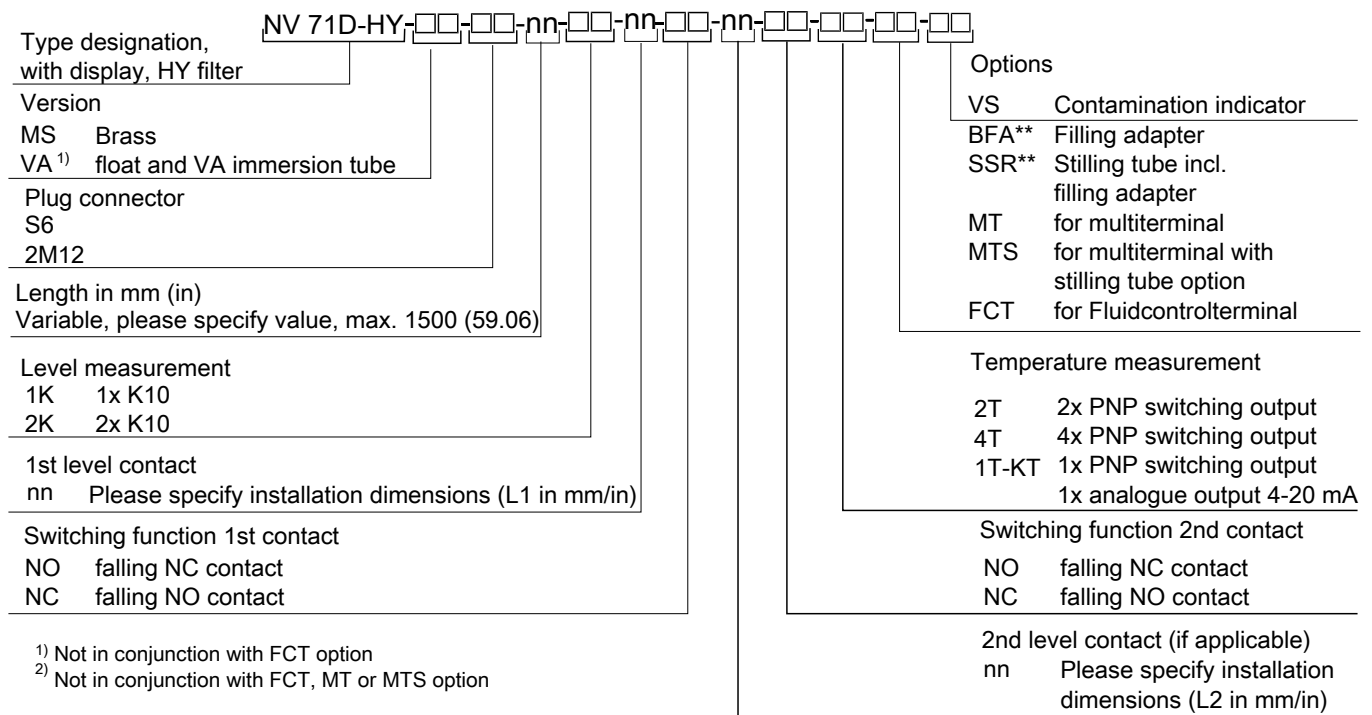 NV 71D-HY-□□-□□-nn-□□-nn-□□-nn-□□-□□-□□-□□
Type designation,
with display, HY filter
Version
MS Brass
VA 1) float and VA immersion tube
Plug connector
S6
2M12
Length in mm (in)
Variable, please specify value, max. 1500 (59.06)
Level measurement
1K 1x K10
2K 2x K10
1st level contact
nn Please specify installation dimensions (L1 in mm/in)
Switching function 1st contact
NO falling NC contact
NC falling NO contact
1) Not in conjunction with FCT option
2) Not in conjunction with FCT, MT or MTS option
Options
VS Contamination indicator
BFA** Filling adapter
SSR** Stilling tube incl.
filling adapter
MT for multiterminal
MTS for multiterminal with
stilling tube option
FCT for Fluidcontrolterminal
Temperature measurement
2T 2x PNP switching output
4T 4x PNP switching output
1T-KT 1x PNP switching output
1x analogue output 4-20 mA
Switching function 2nd contact
NO falling NC contact
NC falling NO contact
2nd level contact (if applicable)
nn Please specify installation
dimensions (L2 in mm/in)